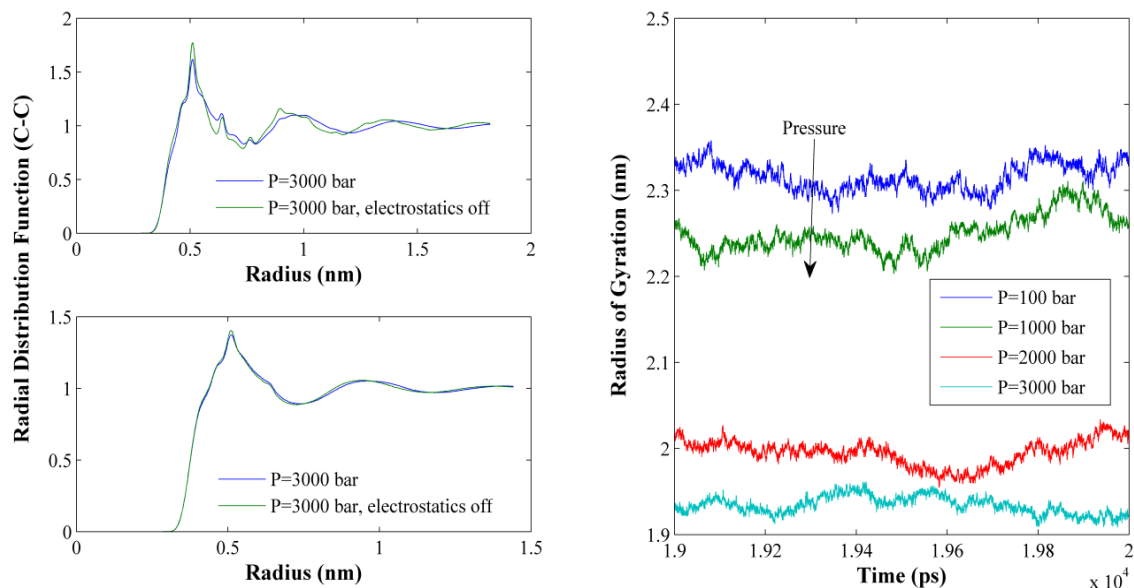 Radial Distribution Function (C-C)
2
1.5
1
0.5
0
0
0.5
1
1.5
2
P=3000 bar
P=3000 bar, electrostatics off
Radius (nm)
1.5
1
0.5
0
0
0.5
1
1.5
P=3000 bar
P=3000 bar, electrostatics off
Radius (nm)
Radius of Gyration (nm)
2.5
2.4
2.3
2.2
2.1
2
1.9
Pressure
P=100 bar
P=1000 bar
P=2000 bar
P=3000 bar
1.9
1.92
1.94
1.96
1.98
2
Time (ps)
x 10⁴